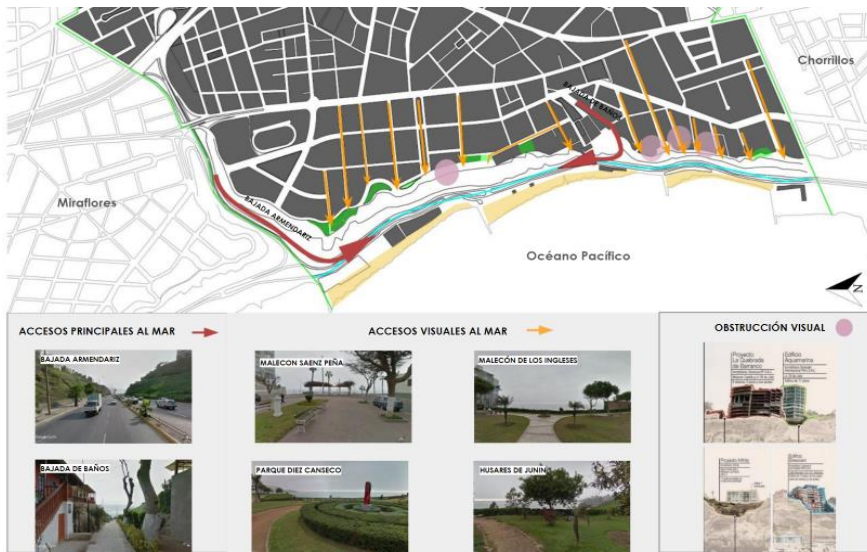 Chorrillos
BAJADA DE BAÑOS
Miraflores
BAJADA ARMENDARIZ
Océano Pacífico
N
ACCESOS PRINCIPALES AL MAR
ACCESOS VISUALES AL MAR
OBSTRUCCIÓN VISUAL
BAJADA ARMENDARIZ
MALECON SAENZ PEÑA
MALECÓN DE LOS INGLESES
Proyecto
La Quebrada
de Barranco
Edificio
Aquamarina
BAJADA DE BAÑOS
PARQUE DIEZ CANSECO
HUSARES DE JUNÍN
Edificio